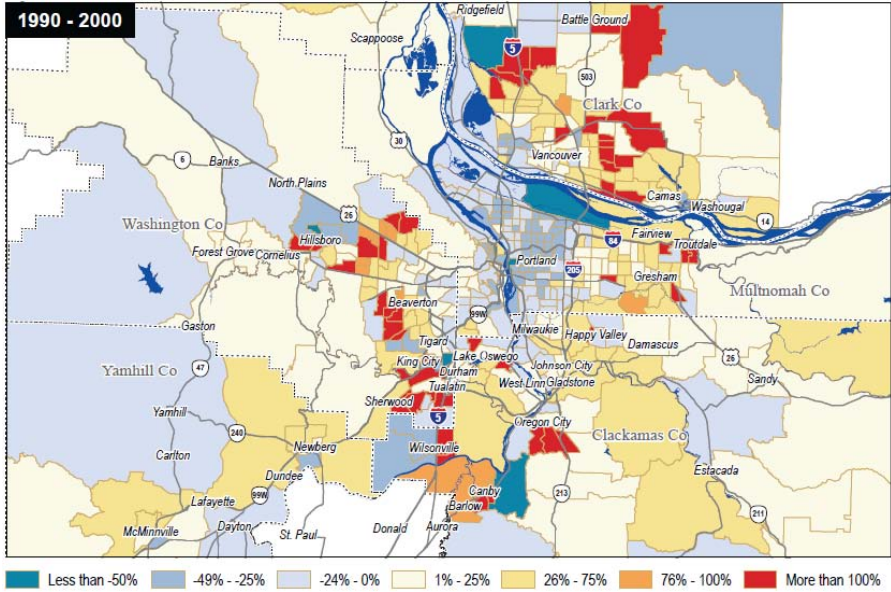 1990 - 2000
Ridgefield
Battle Ground
Scappoose
5
503
Clark Co
30
Vancouver
6
Banks
North Plains
Camas
Washougal
14
26
Washington Co
Hillsboro
Fairview
84
Troutdale
Forest Grove
Cornelius
Portland
205
Gresham
Multnomah Co
Beaverton
99W
Gaston
Milwaukie
Happy Valley
Tigard
Damascus
Lake Oswego
26
47
King City
Durham
Johnson City
Yamhill Co
Tualatin
West Linn
Gladstone
Sandy
Sherwood
5
Yamhill
Oregon City
240
Clackamas Co
Newberg
Wilsonville
Carlton
Estacada
Dundee
Canby
213
Lafayette
99W
Barlow
211
McMinnville
Dayton
St. Paul
Donald
Aurora
Less than -50%
-49% - -25%
-24% - 0%
1% - 25%
26% - 75%
76% - 100%
More than 100%